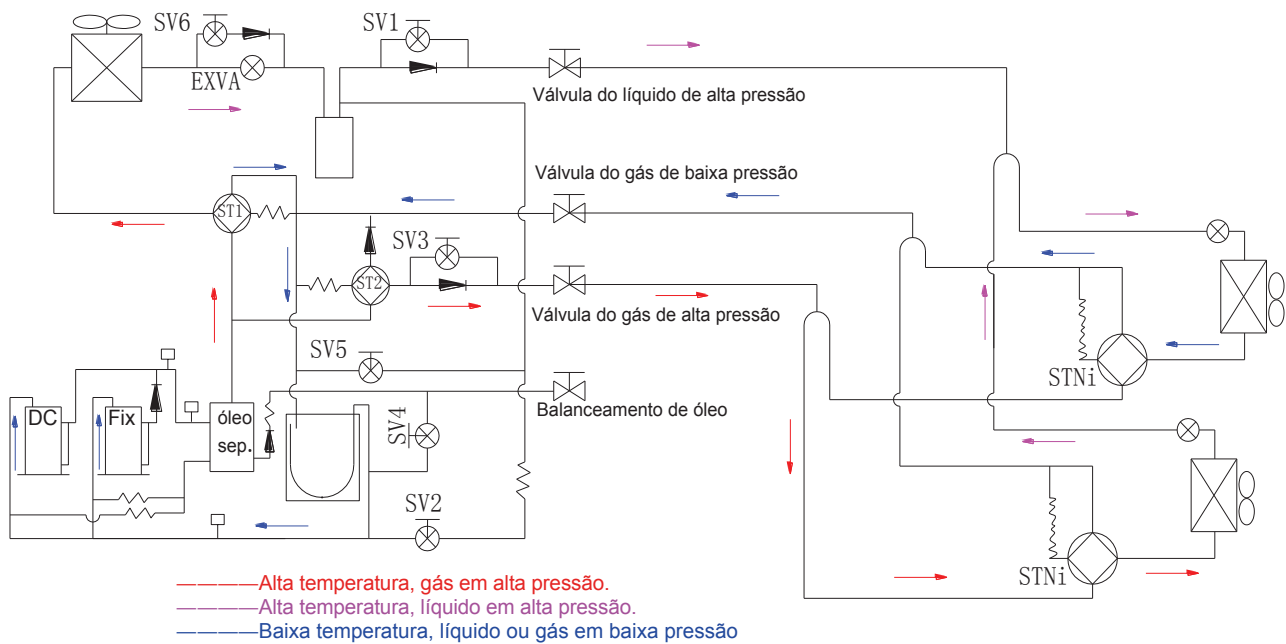 SV6
SV1
EXVA
Válvula do líquido de alta pressão
Válvula do gás de baixa pressão
ST1
SV3
ST2
Válvula do gás de alta pressão
SV5
STNi
Balanceamento de óleo
DC
Fix
óleo
sep.
SV4
SV2
STNi
————Alta temperatura, gás em alta pressão.
————Alta temperatura, líquido em alta pressão.
————Baixa temperatura, líquido ou gás em baixa pressão